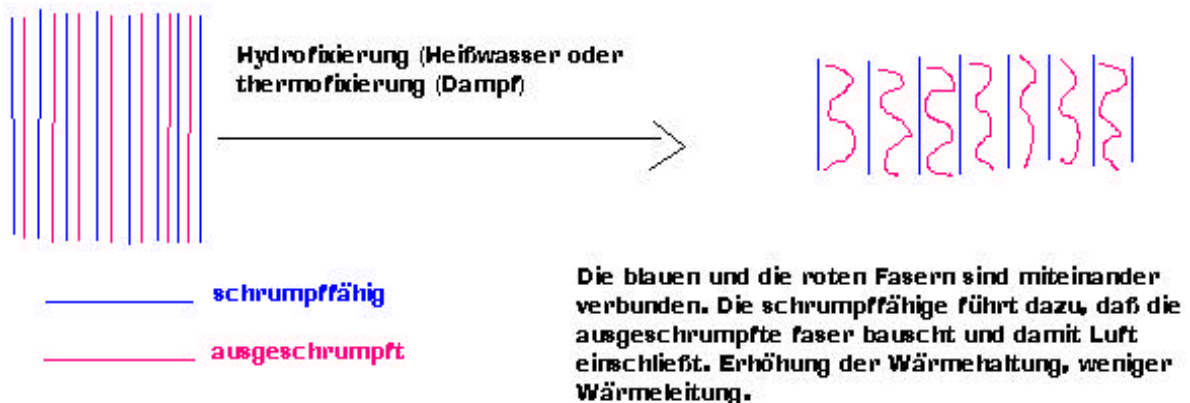 Hydrofixierung (Heißwasser oder
thermofixierung (Dampf)
schrumpffähig
ausgeschrumpft
Die blauen und die roten Fasern sind miteinander
verbunden. Die schrumpffähige führt dazu, daß die
ausgeschrumpfte faser bauscht und damit Luft
einschließt. Erhöhung der Wärmehaltung, weniger
Wärmeleitung.